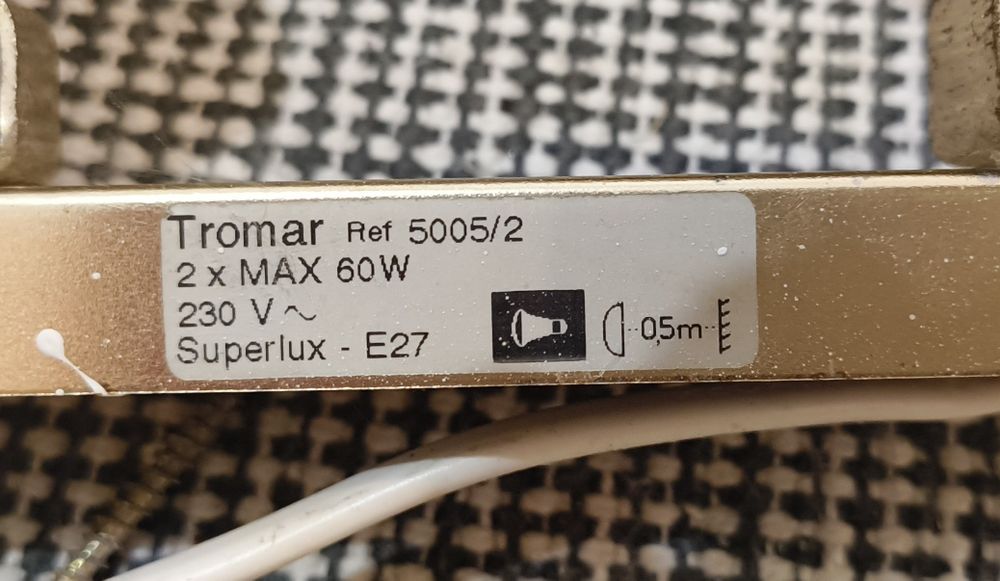 Tromar Ref 5005/2
2 x MAX 60W
230 V ~
Superlux - E27
0,5m